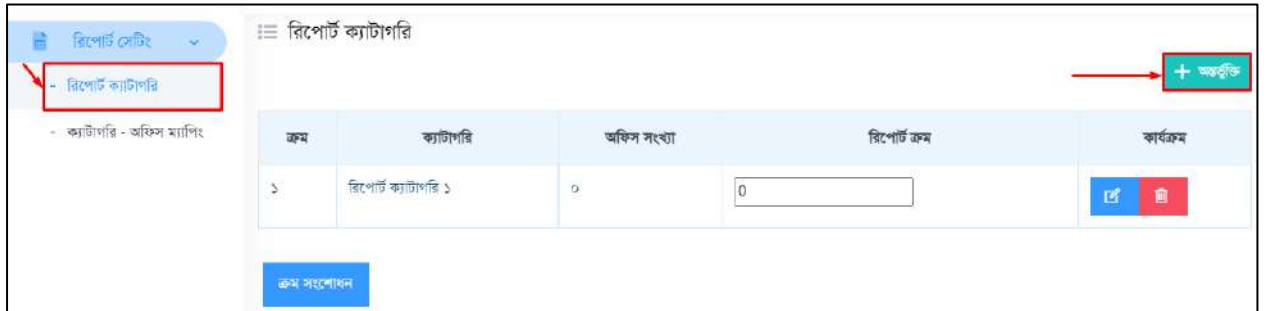 রিপোর্ট সেটিং
- রিপোর্ট ক্যাটাগরি
- ক্যাটাগরি - অফিস ম্যাপিং
রিপোর্ট ক্যাটাগরি
+ অন্তর্ভুক্তি
ক্রম ক্যাটাগরি অফিস সংখ্যা রিপোর্ট ক্রম কার্যক্রম
১ রিপোর্ট ক্যাটাগরি ১ ০ 0
ক্রম সংশোধন